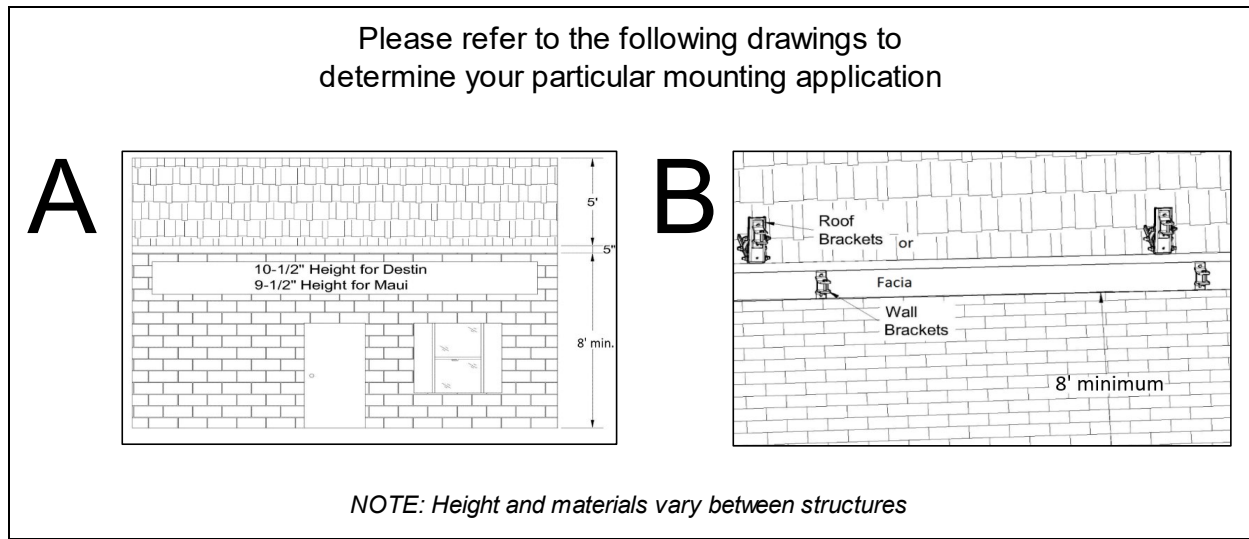 Please refer to the following drawings to
determine your particular mounting application
A
5'
5"
10-1/2" Height for Destin
9-1/2" Height for Maui
8' min.
B
Roof
Brackets or
Facia
Wall
Brackets
8' minimum
NOTE: Height and materials vary between structures